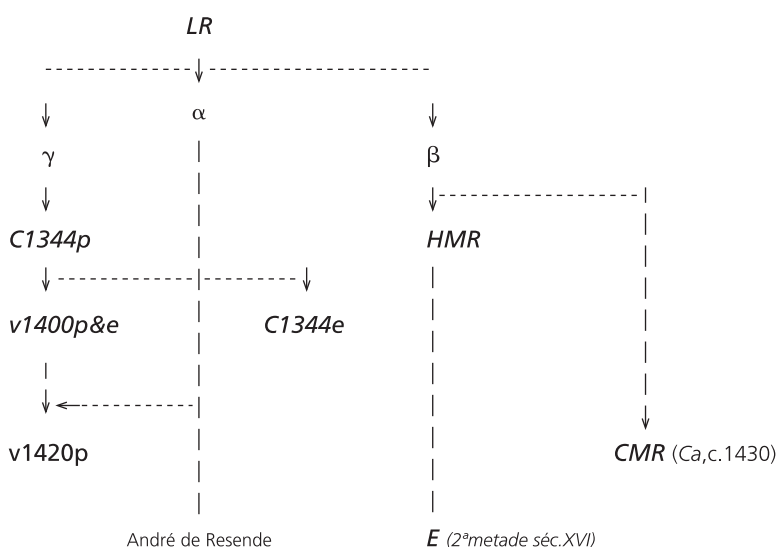 LR
α
γ
β
C1344p
HMR
v1400p&e
C1344e
v1420p
CMR (Ca,c.1430)
André de Resende
E (2ªmetade séc.XVI)